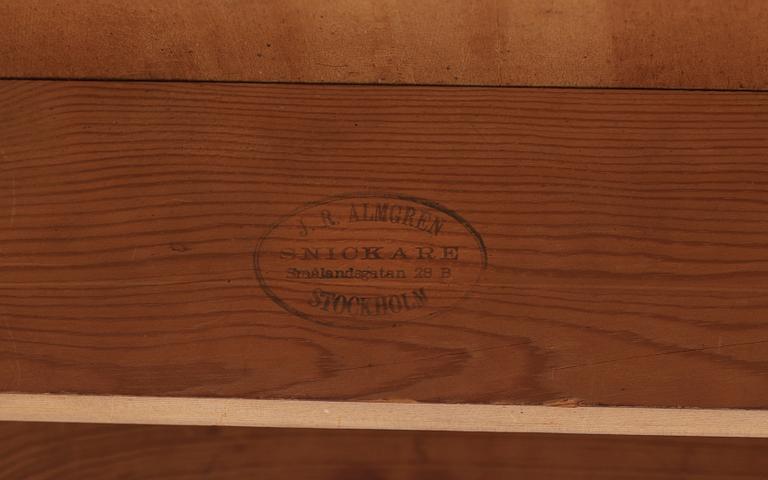 J. R. ALMGREN
SNICKARE
Smålandsgatan 28 B
STOCKHOLM